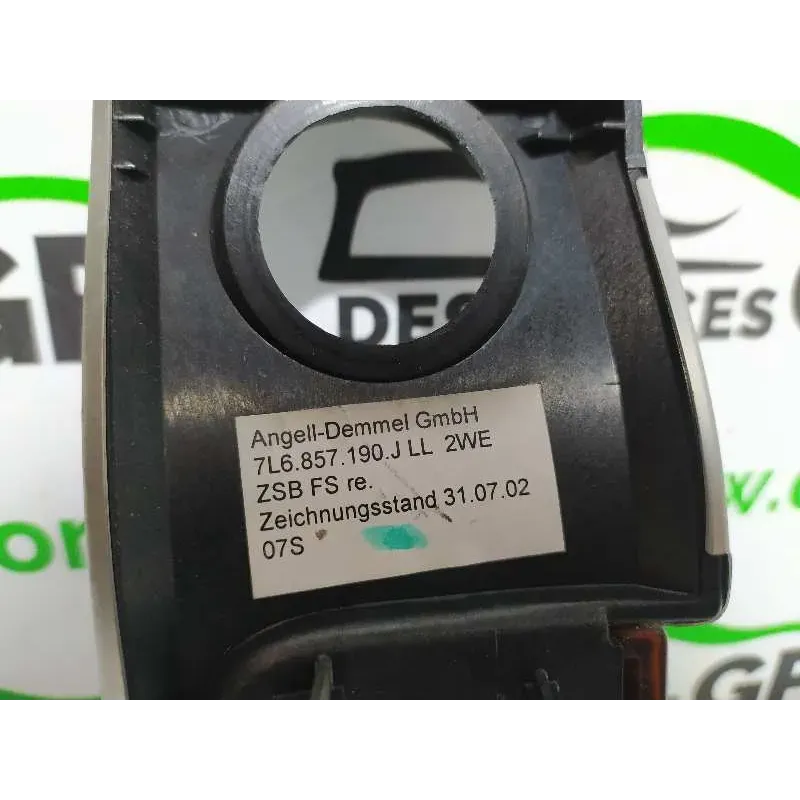 Angell-Demmel GmbH
7L6.857.190.J LL 2WE
ZSB FS re.
Zeichnungsstand 31.07.02
07S